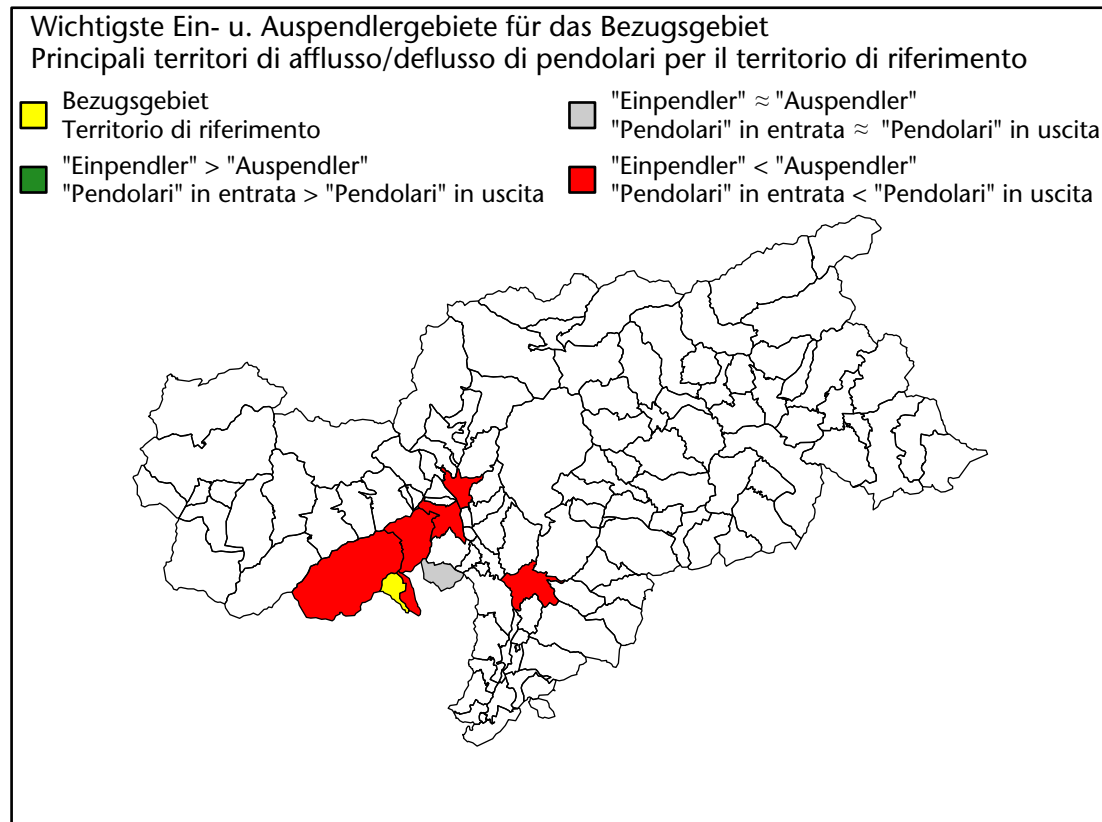 Wichtigste Ein- u. Auspendlergebiete für das Bezugsgebiet
Principali territori di afflusso/deflusso di pendolari per il territorio di riferimento
Bezugsgebiet
Territorio di riferimento
"Einpendler" > "Auspendler"
"Pendolari" in entrata > "Pendolari" in uscita
"Einpendler" ≈ "Auspendler"
"Pendolari" in entrata ≈ "Pendolari" in uscita
"Einpendler" < "Auspendler"
"Pendolari" in entrata < "Pendolari" in uscita